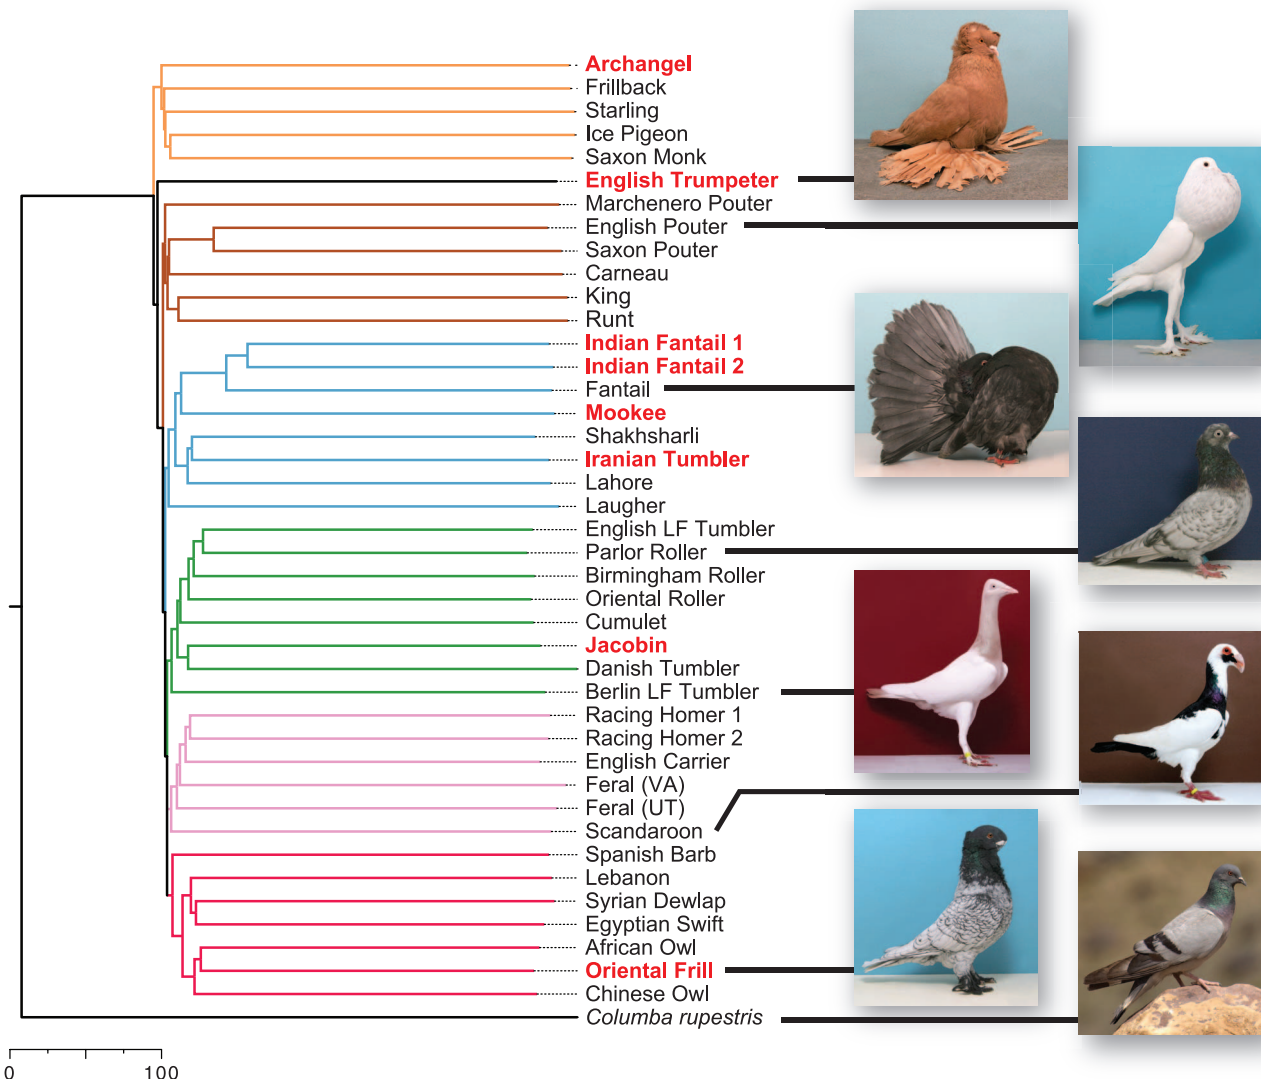 Archangel
Frillback
Starling
Ice Pigeon
Saxon Monk
English Trumpeter
Marchenero Pouter
English Pouter
Saxon Pouter
Carneau
King
Runt
Indian Fantail 1
Indian Fantail 2
Fantail
Mookee
Shakhsharli
Iranian Tumbler
Lahore
Laugher
English LF Tumbler
Parlor Roller
Birmingham Roller
Oriental Roller
Cumulet
Jacobin
Danish Tumbler
Berlin LF Tumbler
Racing Homer 1
Racing Homer 2
English Carrier
Feral (VA)
Feral (UT)
Scandaroon
Spanish Barb
Lebanon
Syrian Dewlap
Egyptian Swift
African Owl
Oriental Frill
Chinese Owl
Columba rupestris
0 100